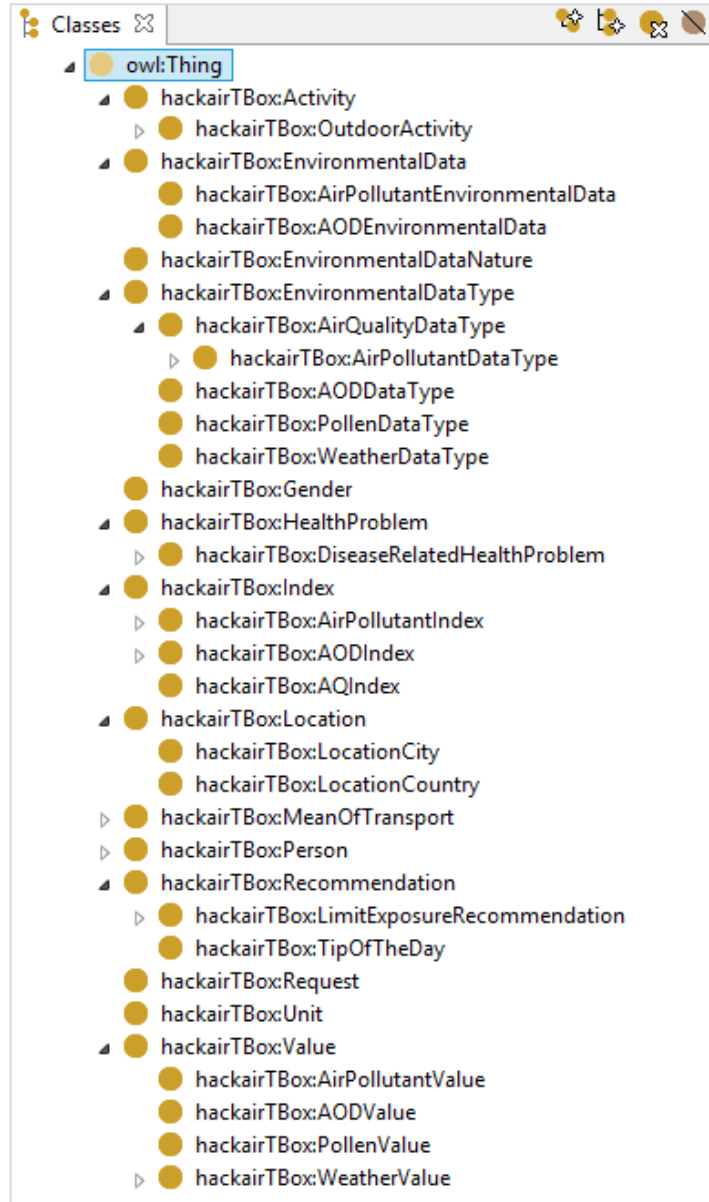 Classes
owl:Thing
hackairTBox:Activity
hackairTBox:OutdoorActivity
hackairTBox:EnvironmentalData
hackairTBox:AirPollutantEnvironmentalData
hackairTBox:AODEnvironmentalData
hackairTBox:EnvironmentalDataNature
hackairTBox:EnvironmentalDataType
hackairTBox:AirQualityDataType
hackairTBox:AirPollutantDataType
hackairTBox:AODDataType
hackairTBox:PollenDataType
hackairTBox:WeatherDataType
hackairTBox:Gender
hackairTBox:HealthProblem
hackairTBox:DiseaseRelatedHealthProblem
hackairTBox:Index
hackairTBox:AirPollutantIndex
hackairTBox:AODIndex
hackairTBox:AQIndex
hackairTBox:Location
hackairTBox:LocationCity
hackairTBox:LocationCountry
hackairTBox:MeanOfTransport
hackairTBox:Person
hackairTBox:Recommendation
hackairTBox:LimitExposureRecommendation
hackairTBox:TipOfTheDay
hackairTBox:Request
hackairTBox:Unit
hackairTBox:Value
hackairTBox:AirPollutantValue
hackairTBox:AODValue
hackairTBox:PollenValue
hackairTBox:WeatherValue